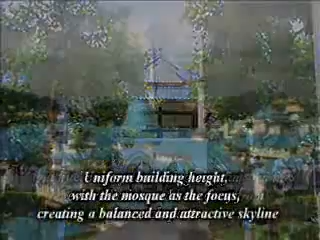 Uniform building height,
with the mosque as the focus,
creating a balanced and attractive skyline